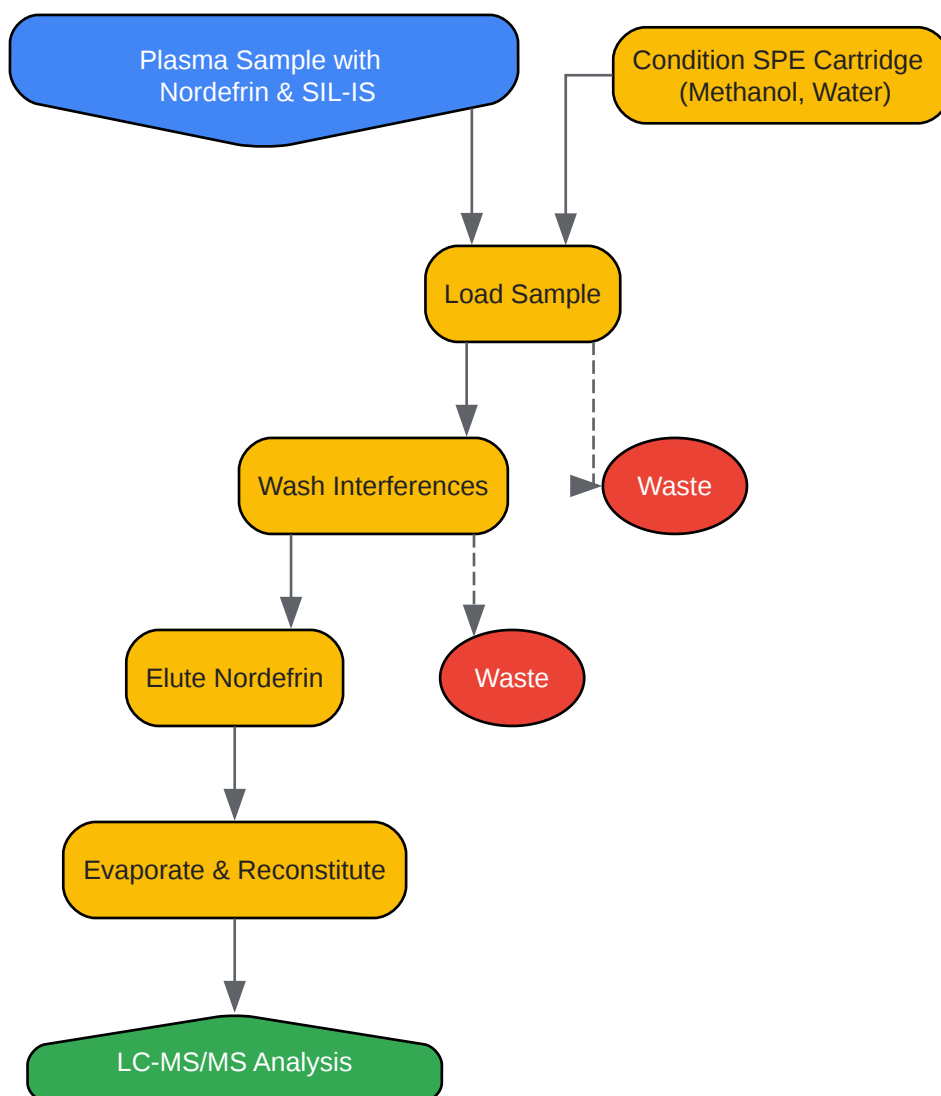 Plasma Sample with
Nordefrin & SIL-IS
Condition SPE Cartridge
(Methanol, Water)
Load Sample
Wash Interferences
Waste
Elute Nordefrin
Waste
Evaporate & Reconstitute
LC-MS/MS Analysis